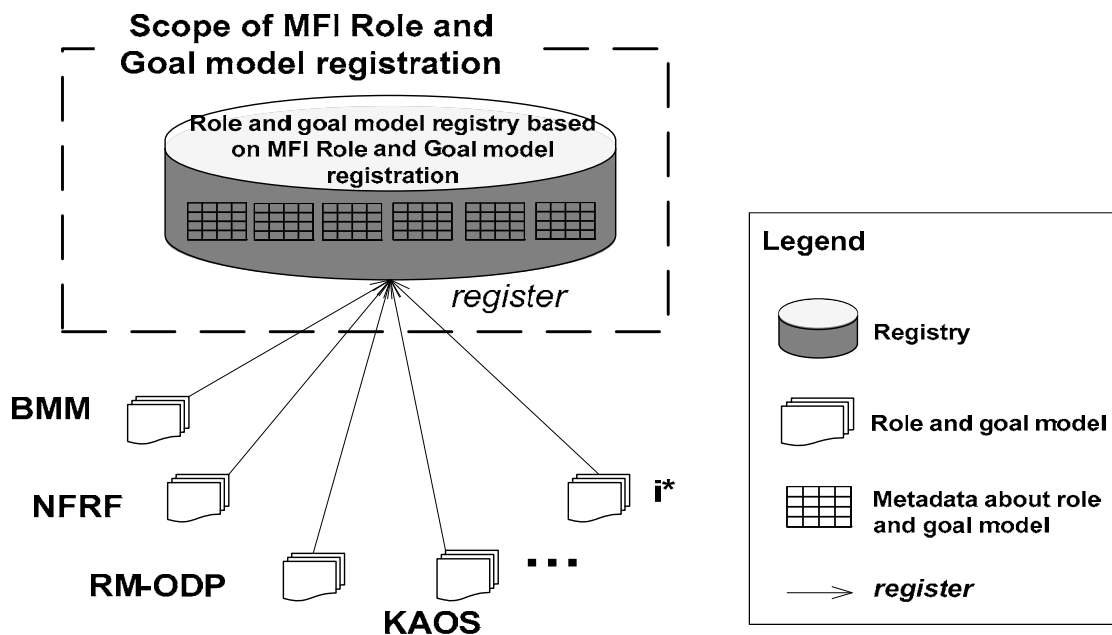 Scope of MFI Role and
Goal model registration
Role and goal model registry based
on MFI Role and Goal model
registration
register
BMM
NFRF
RM-ODP
KAOS
...
i*
Legend
Registry
Role and goal model
Metadata about role
and goal model
register